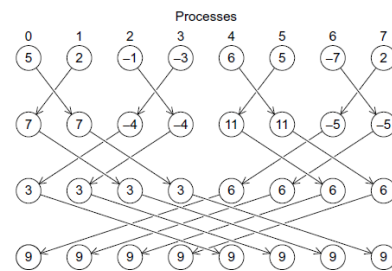 Processes
0 1 2 3 4 5 6 7
5 2 –1 –3 6 5 –7 2
7 7 –4 –4 11 11 –5 –5
3 3 3 3 6 6 6 6
9 9 9 9 9 9 9 9